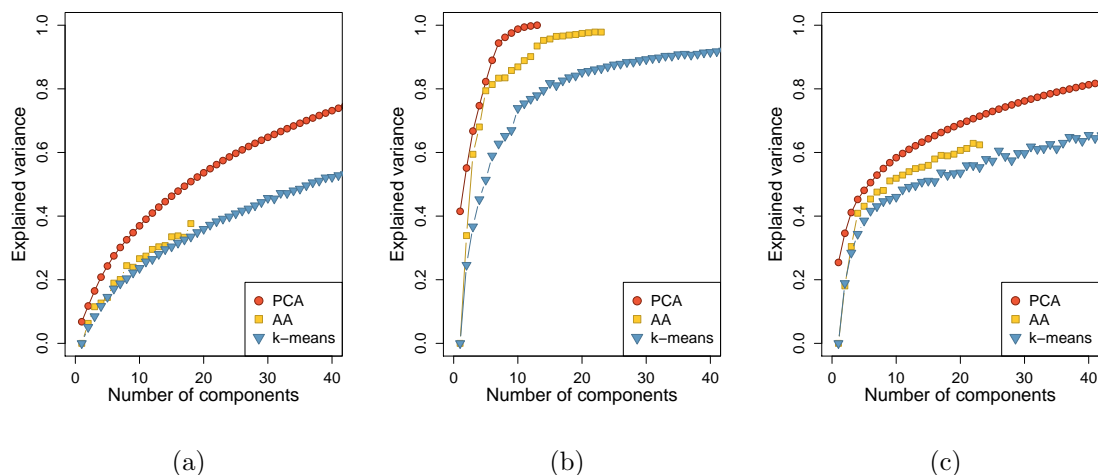 Explained variance
0.0 0.2 0.4 0.6 0.8 1.0
PCA
AA
k−means
0 10 20 30 40
Number of components
(a)
Explained variance
0.0 0.2 0.4 0.6 0.8 1.0
PCA
AA
k−means
0 10 20 30 40
Number of components
(b)
Explained variance
0.0 0.2 0.4 0.6 0.8 1.0
PCA
AA
k−means
0 10 20 30 40
Number of components
(c)